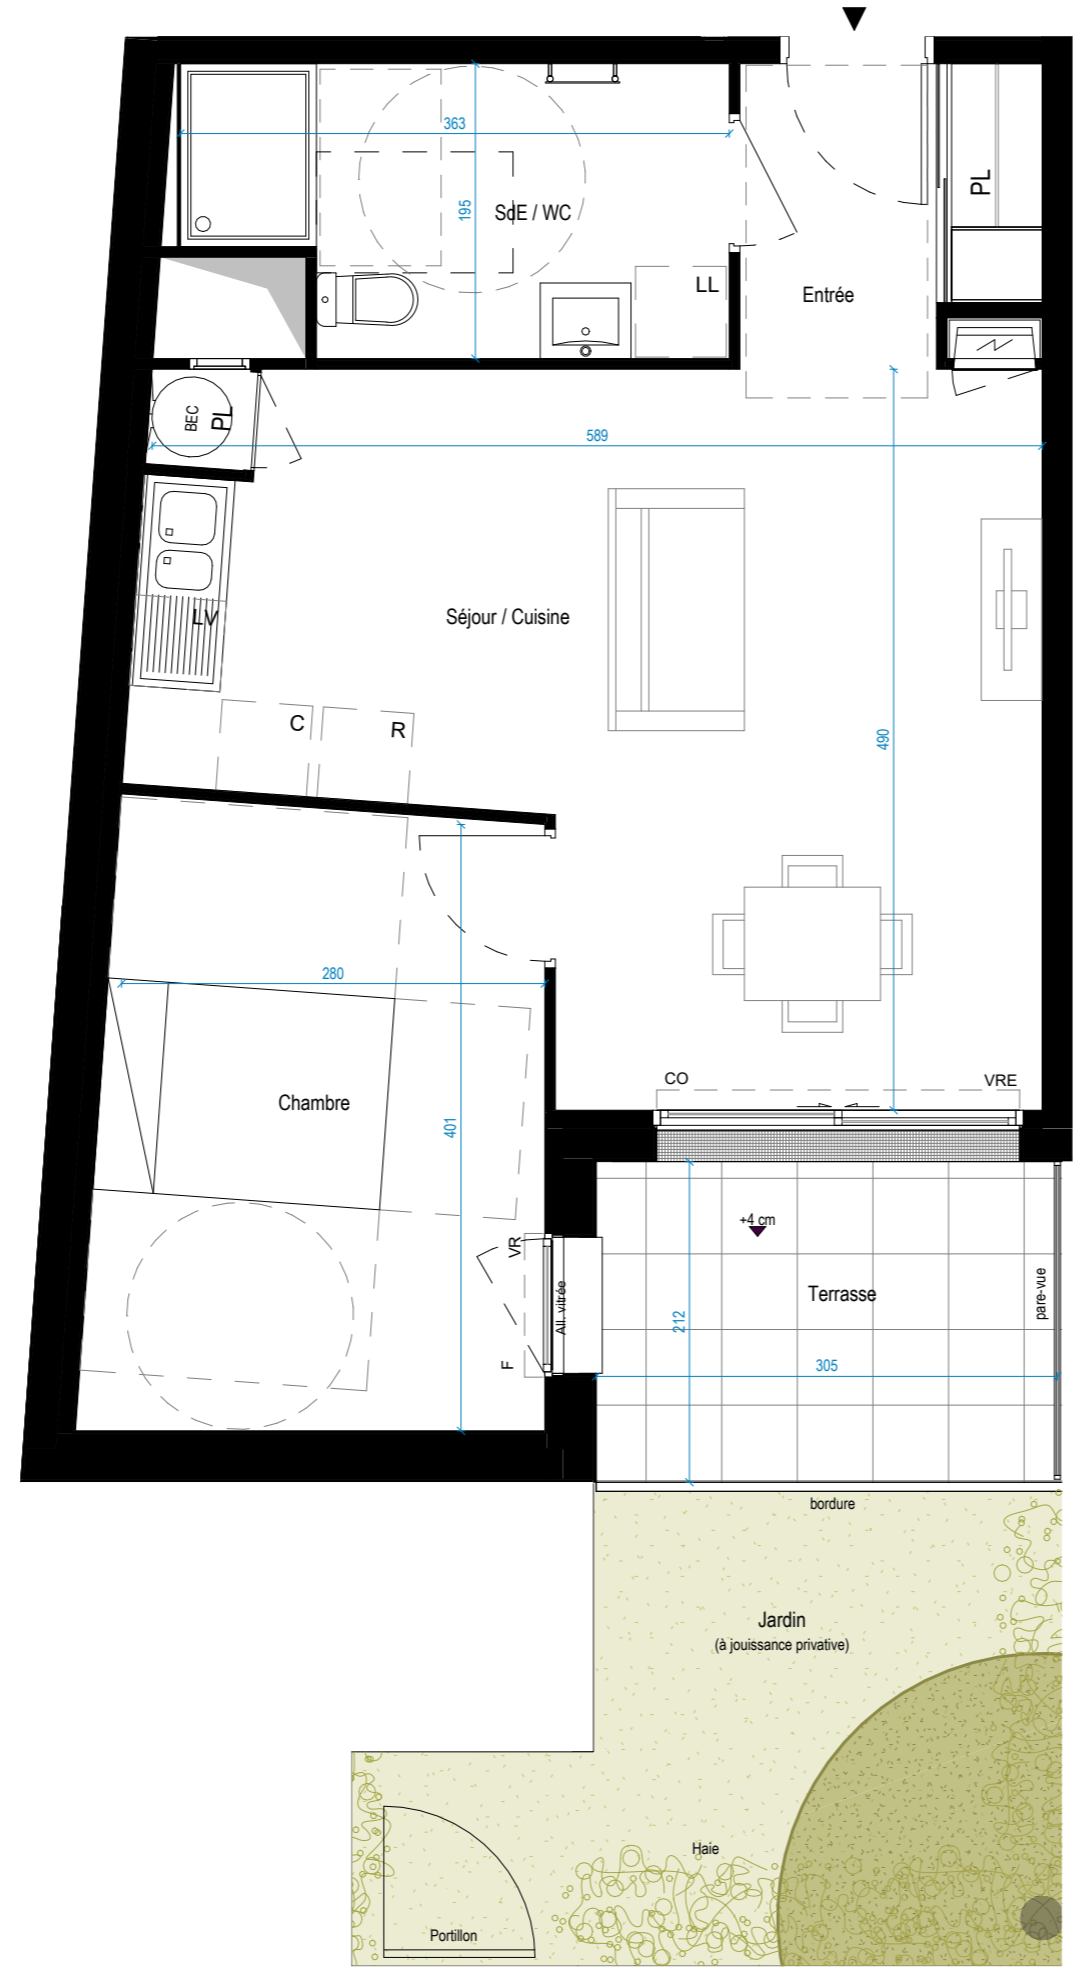 363
195
SdE / WC
LL
Entrée
PL
BEC
PL
589
LV
Séjour / Cuisine
490
C
R
280
Chambre
401
CO
VRE
VR
All. vitrée
F
+4 cm
Terrasse
212
305
pare-vue
bordure
Jardin
(à jouissance privative)
Haie
Portillon